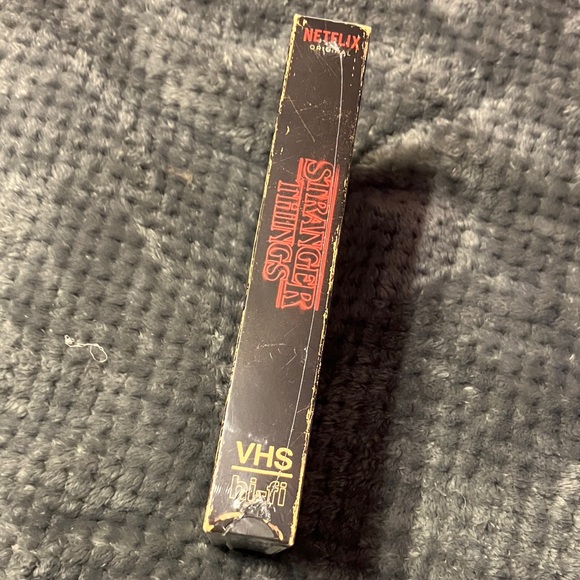 NETFLIX
ORIGINAL
STRANGER
THINGS
VHS
hi-fi